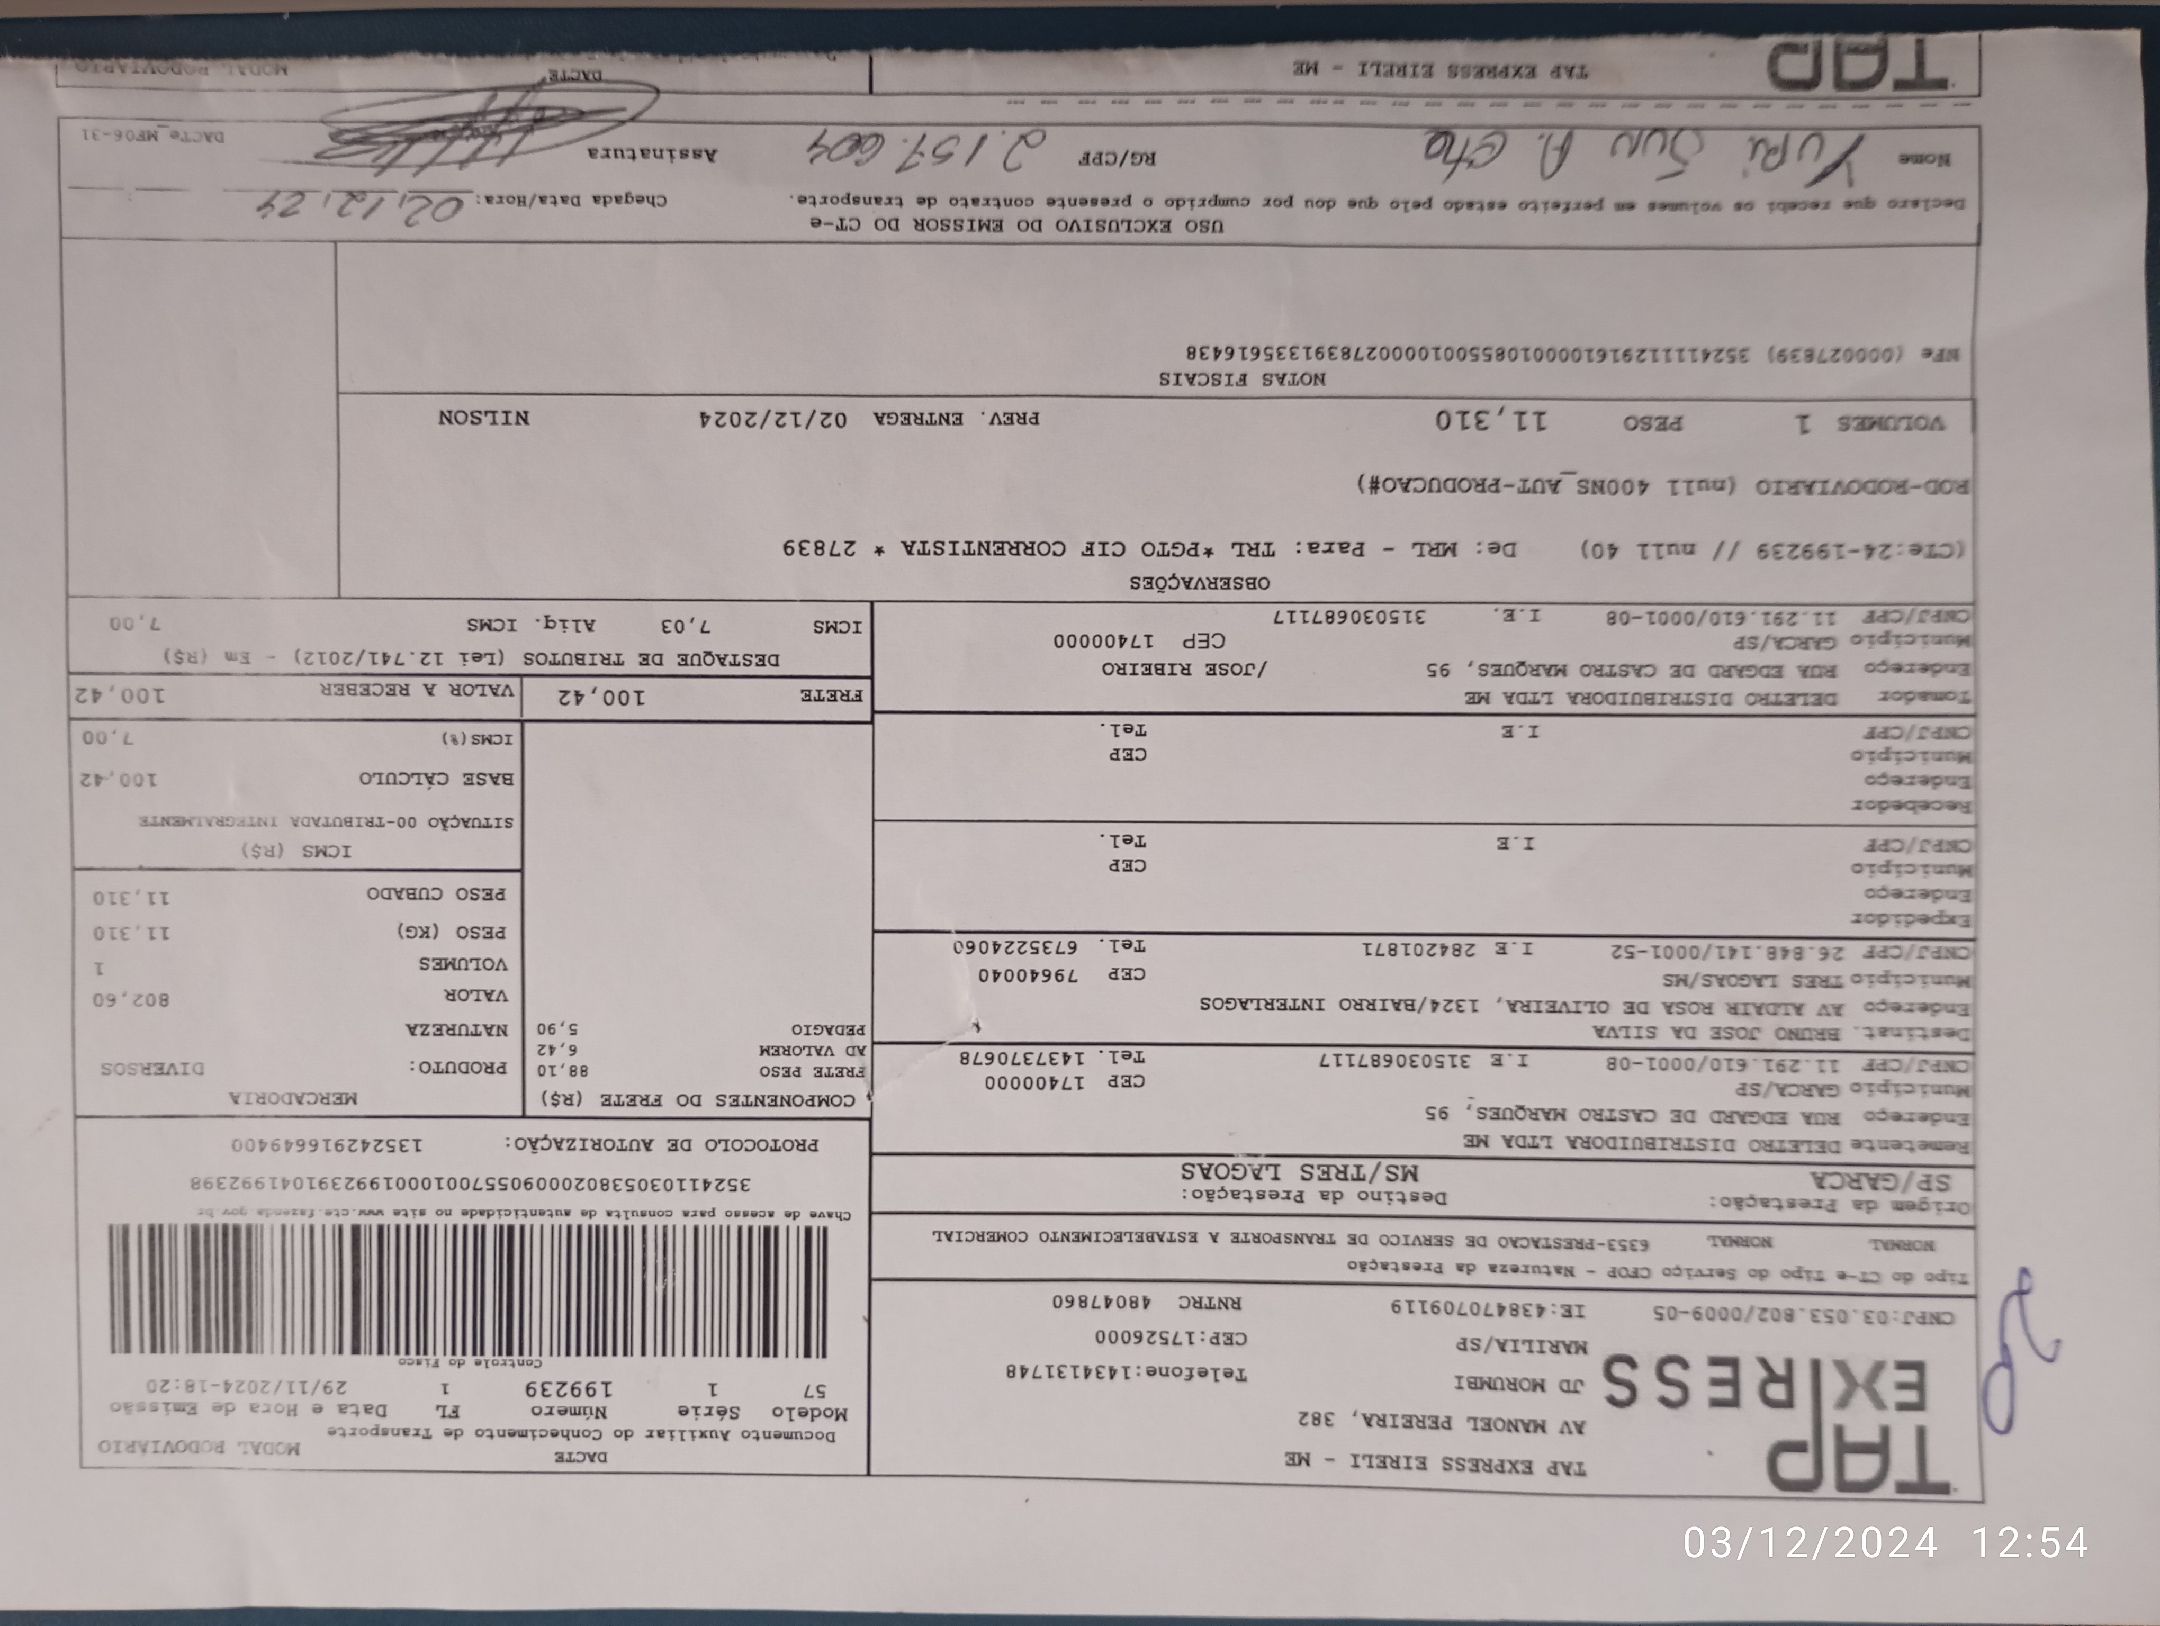 TAP EXPRESS
TAP EXPRESS EIRELI - ME
AV MANOEL PEREIRA, 382
JD MORUMBI
MARILIA/SP
Telefone:1434131748
CEP:17526000
CNPJ:03.053.802/0009-05 IE:438470709119 RNTRC 48047860
DACTE MODAL RODOVIÁRIO
Documento Auxiliar do Conhecimento de Transporte
Modelo Série Número FL Data e Hora de Emissão
57 1 199239 1 29/11/2024-18:20
Controle do Fisco
Chave de acesso para consulta de autenticidade no site www.cte.fazenda.gov.br
35241103053802000905570010001992391041992398
PROTOCOLO DE AUTORIZAÇÃO: 135242916649400
Tipo do CT-e Tipo do Serviço CFOP - Natureza da Prestação
NORMAL NORMAL 6353-PRESTACAO DE SERVICO DE TRANSPORTE A ESTABELECIMENTO COMERCIAL
Origem da Prestação: Destino da Prestação:
SP/GARCA MS/TRES LAGOAS
Remetente DELETRO DISTRIBUIDORA LTDA ME
Endereço RUA EDGARD DE CASTRO MARQUES, 95
Município GARCA/SP CEP 17400000
CNPJ/CPF 11.291.610/0001-08 I.E 315030687117 Tel. 1437370678
Destinat. BRUNO JOSE DA SILVA
Endereço AV ALDAIR ROSA DE OLIVEIRA, 1324/BAIRRO INTERLAGOS
Município TRES LAGOAS/MS CEP 79640040
CNPJ/CPF 26.848.141/0001-52 I.E 284201871 Tel. 6735224060
Expedidor
Endereço
Município CEP
CNPJ/CPF I.E Tel.
Recebedor
Endereço
Município CEP
CNPJ/CPF I.E Tel.
Tomador DELETRO DISTRIBUIDORA LTDA ME
Endereço RUA EDGARD DE CASTRO MARQUES, 95 /JOSE RIBEIRO
Município GARCA/SP CEP 17400000
CNPJ/CPF 11.291.610/0001-08 I.E. 315030687117
COMPONENTES DO FRETE (R$)
FRETE PESO 88,10
AD VALOREM 6,42
PEDAGIO 5,90
MERCADORIA
PRODUTO: DIVERSOS
NATUREZA
VALOR 802,60
VOLUMES 1
PESO (KG) 11,310
PESO CUBADO 11,310
ICMS (R$)
SITUAÇÃO 00-TRIBUTADA INTEGRALMENTE
BASE CÁLCULO 100,42
ICMS(%) 7,00
FRETE 100,42 VALOR A RECEBER 100,42
DESTAQUE DE TRIBUTOS (Lei 12.741/2012) - Em (R$)
ICMS 7,03 Aliq. ICMS 7,00
OBSERVAÇÕES
(CTe:24-199239 // null 40) De: MRL - Para: TRL *PGTO CIF CORRENTISTA * 27839
ROD-RODOVIARIO (null 400NS_AUT-PRODUCAO#)
VOLUMES 1 PESO 11,310 PREV. ENTREGA 02/12/2024 NILSON
NOTAS FISCAIS
NFe (000027839) 35241111291610000108550010000278391335616438
USO EXCLUSIVO DO EMISSOR DO CT-e
Declaro que recebi os volumes em perfeito estado pelo que dou por cumprido o presente contrato de transporte. Chegada Data/Hora: 02,12,24
Nome Yuri Jun A. RG/CPF 2.157.604 Assinatura DACTe_MF06-31
TAP TAP EXPRESS EIRELI - ME DACTE MODAL RODOVIÁRIO
03/12/2024 12:54